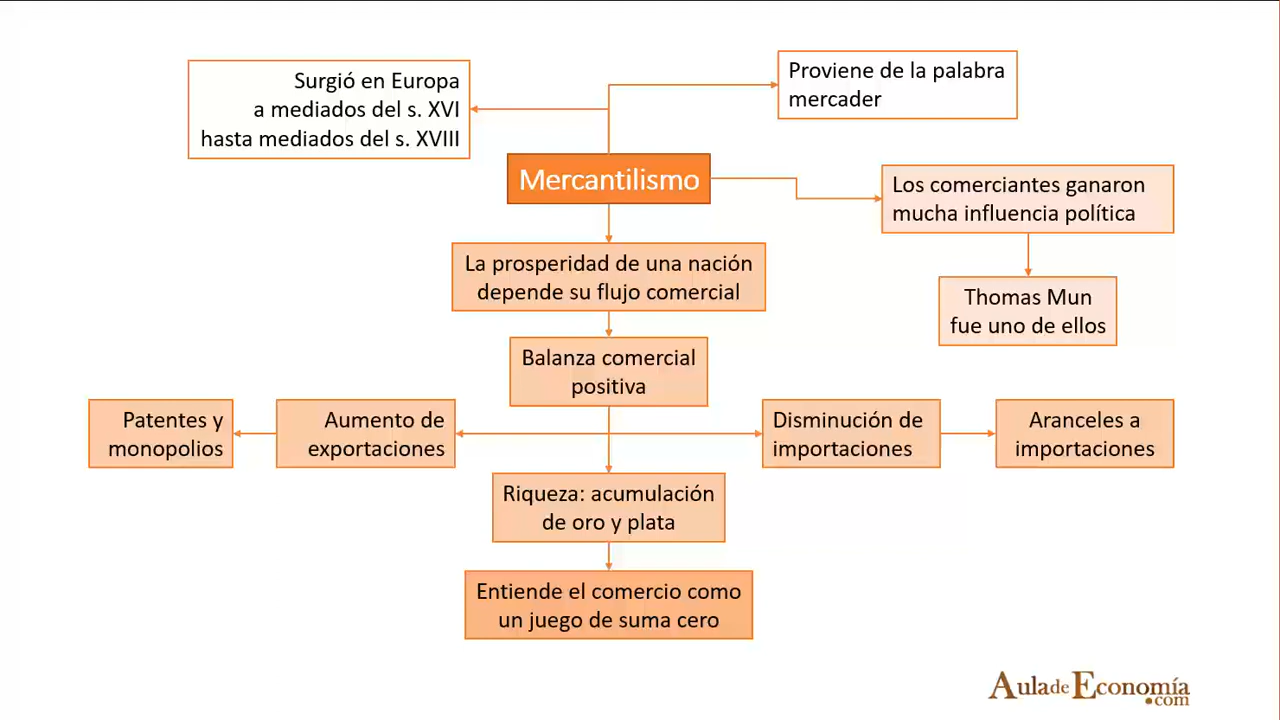 Surgió en Europa
a mediados del s. XVI
hasta mediados del s. XVIII
Proviene de la palabra
mercader
Mercantilismo
Los comerciantes ganaron
mucha influencia política
Thomas Mun
fue uno de ellos
La prosperidad de una nación
depende su flujo comercial
Balanza comercial
positiva
Patentes y
monopolios
Aumento de
exportaciones
Disminución de
importaciones
Aranceles a
importaciones
Riqueza: acumulación
de oro y plata
Entiende el comercio como
un juego de suma cero
AuladeEconomía
.com